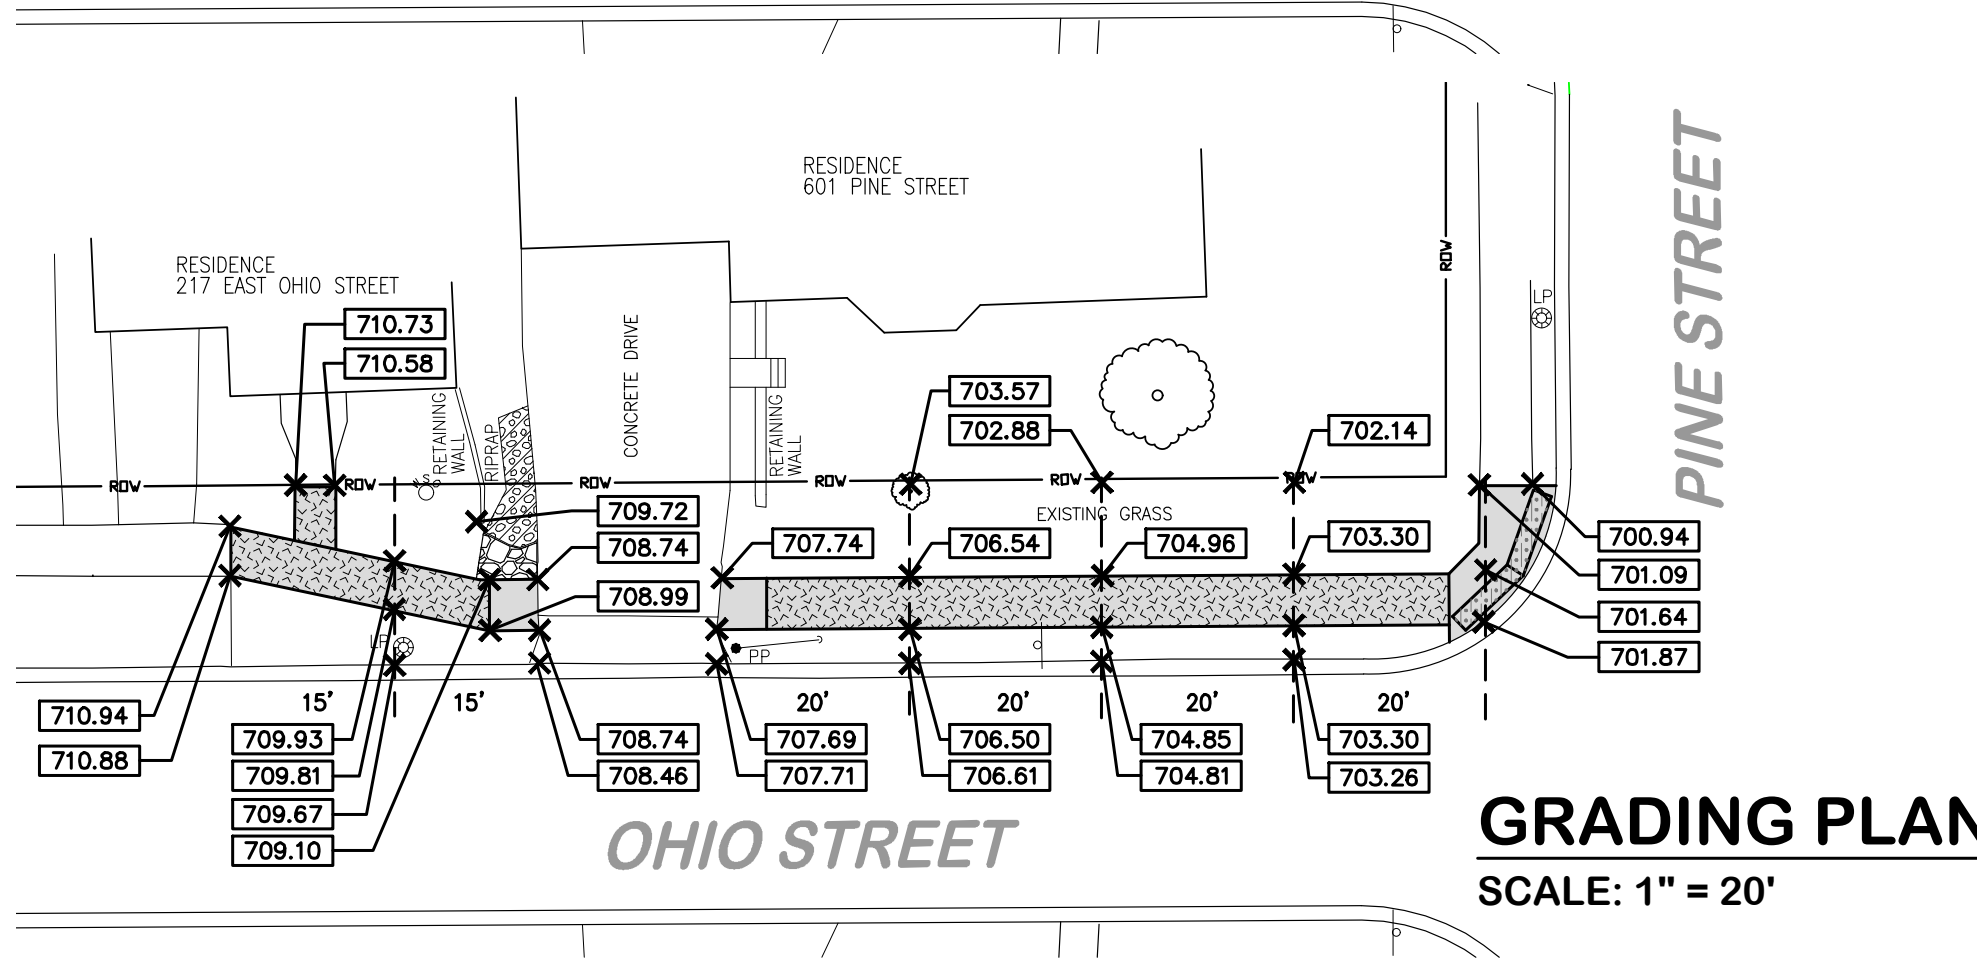 RESIDENCE
601 PINE STREET
RESIDENCE
217 EAST OHIO STREET
710.73
710.58
CONCRETE DRIVE
RETAINING
WALL
RIPRAP
RETAINING
WALL
703.57
702.88
702.14
ROW
LP
PINE STREET
ROW
ROW
ROW
ROW
ROW
ROW
S
EXISTING GRASS
709.72
708.74
708.99
707.74
706.54
704.96
703.30
700.94
701.09
701.64
701.87
LP
PP
15'
15'
20'
20'
20'
20'
710.94
710.88
709.93
709.81
709.67
709.10
708.74
708.46
707.69
707.71
706.50
706.61
704.85
704.81
703.30
703.26
OHIO STREET
GRADING PLAN
SCALE: 1" = 20'